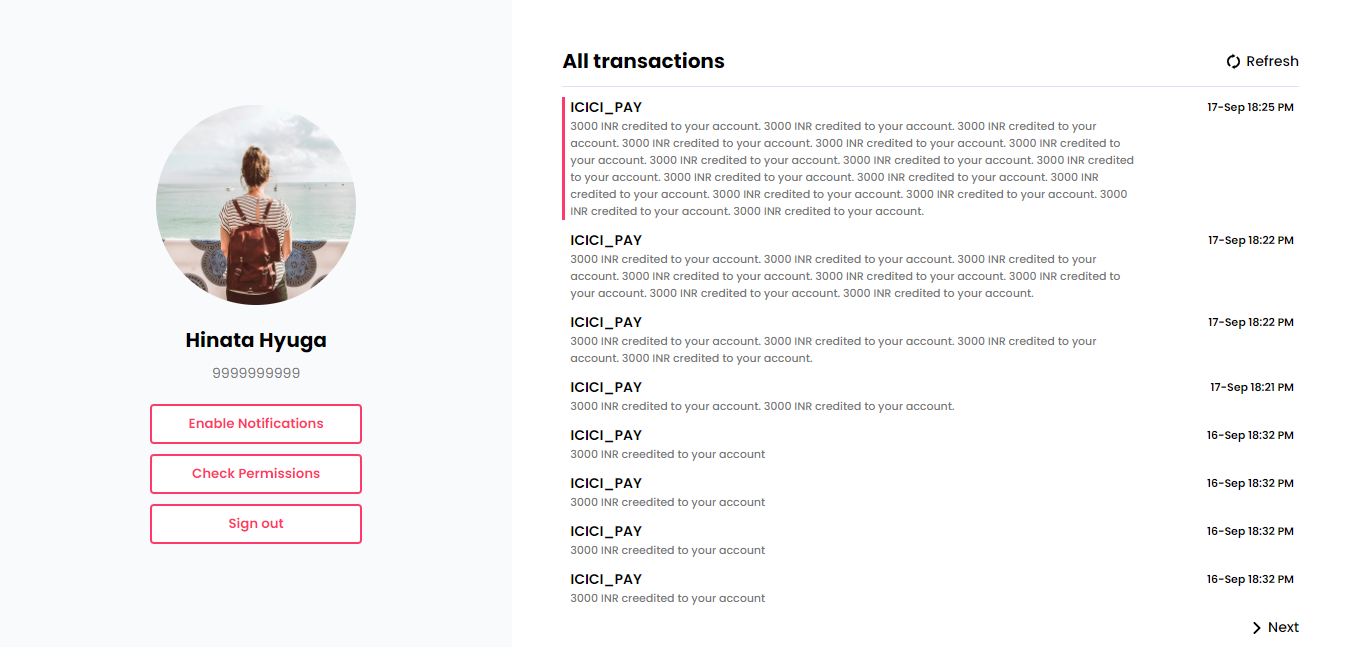 Hinata Hyuga
9999999999
Enable Notifications
Check Permissions
Sign out
All transactions
Refresh
ICICI_PAY
17-Sep 18:25 PM
3000 INR credited to your account. 3000 INR credited to your account. 3000 INR credited to your
account. 3000 INR credited to your account. 3000 INR credited to your account. 3000 INR credited to
your account. 3000 INR credited to your account. 3000 INR credited to your account. 3000 INR credited
to your account. 3000 INR credited to your account. 3000 INR credited to your account. 3000 INR
credited to your account. 3000 INR credited to your account. 3000 INR credited to your account. 3000
INR credited to your account. 3000 INR credited to your account.
ICICI_PAY
17-Sep 18:22 PM
3000 INR credited to your account. 3000 INR credited to your account. 3000 INR credited to your
account. 3000 INR credited to your account. 3000 INR credited to your account. 3000 INR credited to
your account. 3000 INR credited to your account. 3000 INR credited to your account.
ICICI_PAY
17-Sep 18:22 PM
3000 INR credited to your account. 3000 INR credited to your account. 3000 INR credited to your
account. 3000 INR credited to your account.
ICICI_PAY
17-Sep 18:21 PM
3000 INR credited to your account. 3000 INR credited to your account.
ICICI_PAY
16-Sep 18:32 PM
3000 INR creedited to your account
ICICI_PAY
16-Sep 18:32 PM
3000 INR creedited to your account
ICICI_PAY
16-Sep 18:32 PM
3000 INR creedited to your account
ICICI_PAY
16-Sep 18:32 PM
3000 INR creedited to your account
Next